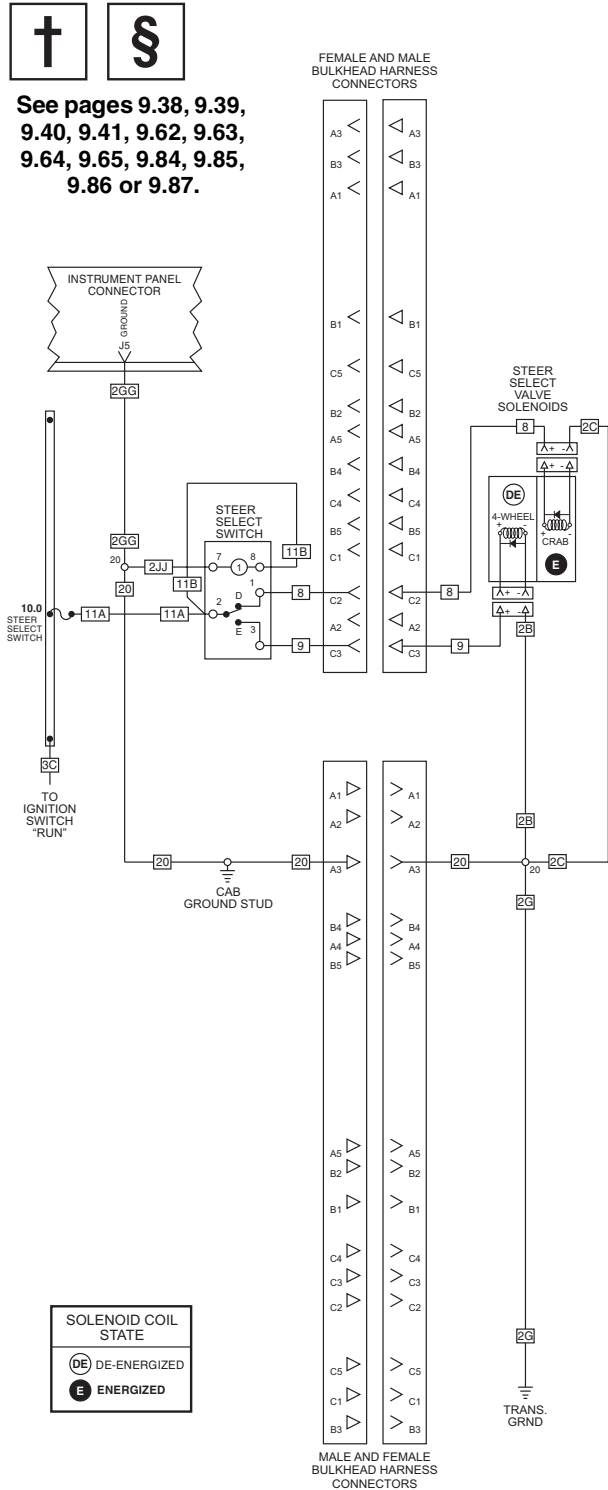 † §
See pages 9.38, 9.39,
9.40, 9.41, 9.62, 9.63,
9.64, 9.65, 9.84, 9.85,
9.86 or 9.87.
FEMALE AND MALE
BULKHEAD HARNESS
CONNECTORS
A3 A3
B3 B3
A1 A1
B1 B1
C5 C5
B2 B2
A5 A5
B4 B4
C4 C4
B5 B5
C1 C1
C2 C2
A2 A2
C3 C3
INSTRUMENT PANEL
CONNECTOR
GROUND
J5
2GG
2GG
20
2JJ
20
STEER
SELECT
SWITCH
7 1 8
11B
11B
1
2 D
E 3
10.0
STEER
SELECT
SWITCH
11A 11A
8
9
3C
TO
IGNITION
SWITCH
"RUN"
STEER
SELECT
VALVE
SOLENOIDS
8 2C
+ -
+ -
DE
4-WHEEL
+ -
+ -
CRAB
E
+ -
+ -
8
9
2B
2B
20 20
CAB
GROUND STUD
20
20
2C
2G
2G
TRANS.
GRND
A1 A1
A2 A2
A3 A3
B4 B4
A4 A4
B5 B5
A5 A5
B2 B2
B1 B1
C4 C4
C3 C3
C2 C2
C5 C5
C1 C1
B3 B3
MALE AND FEMALE
BULKHEAD HARNESS
CONNECTORS
SOLENOID COIL
STATE
DE DE-ENERGIZED
E ENERGIZED